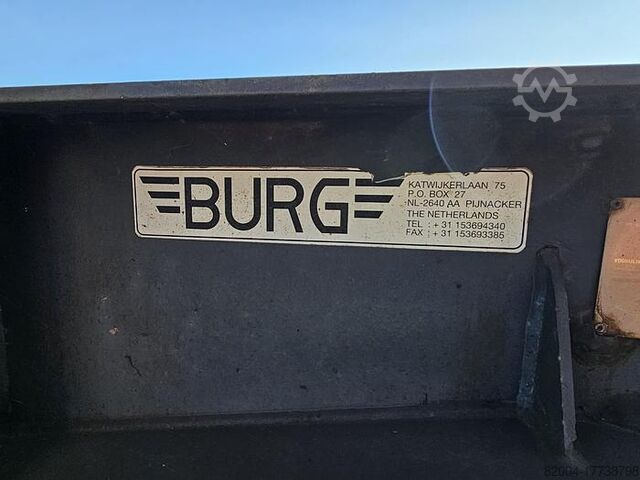 BURG
KATWIJKERLAAN 75
P.O. BOX 27
NL-2640 AA PIJNACKER
THE NETHERLANDS
TEL : + 31 153694340
FAX : + 31 153693385